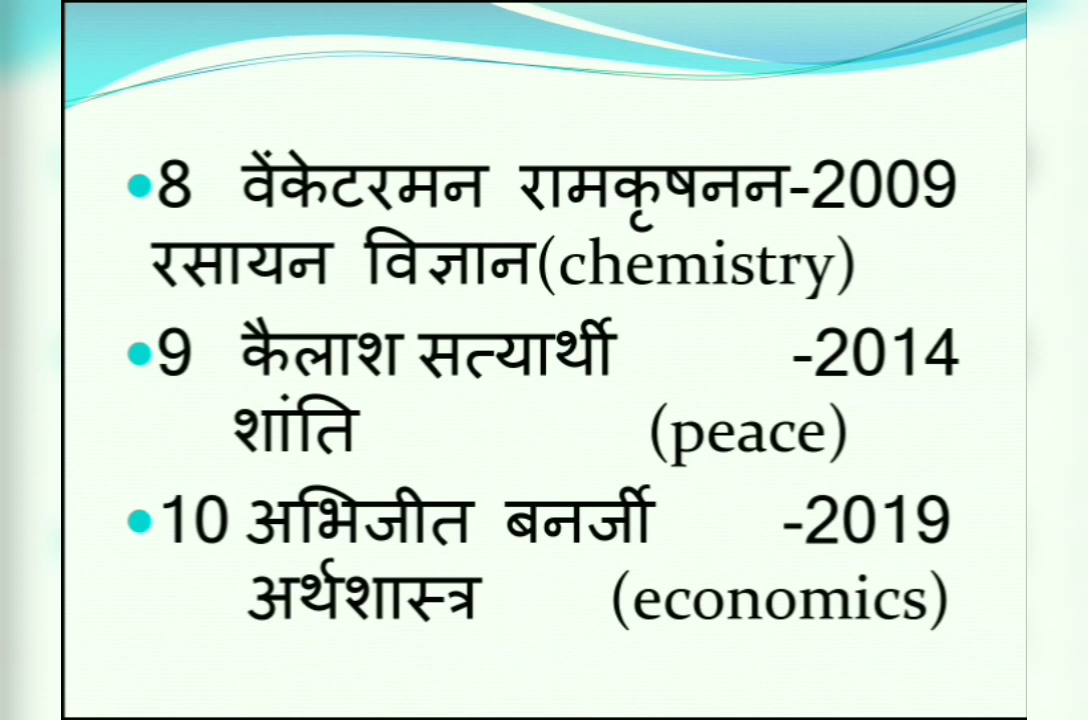 •8 वेंकेटरमन रामकृषनन-2009
रसायन विज्ञान(chemistry)
•9 कैलाश सत्यार्थी -2014
शांति (peace)
•10 अभिजीत बनर्जी -2019
अर्थशास्त्र (economics)